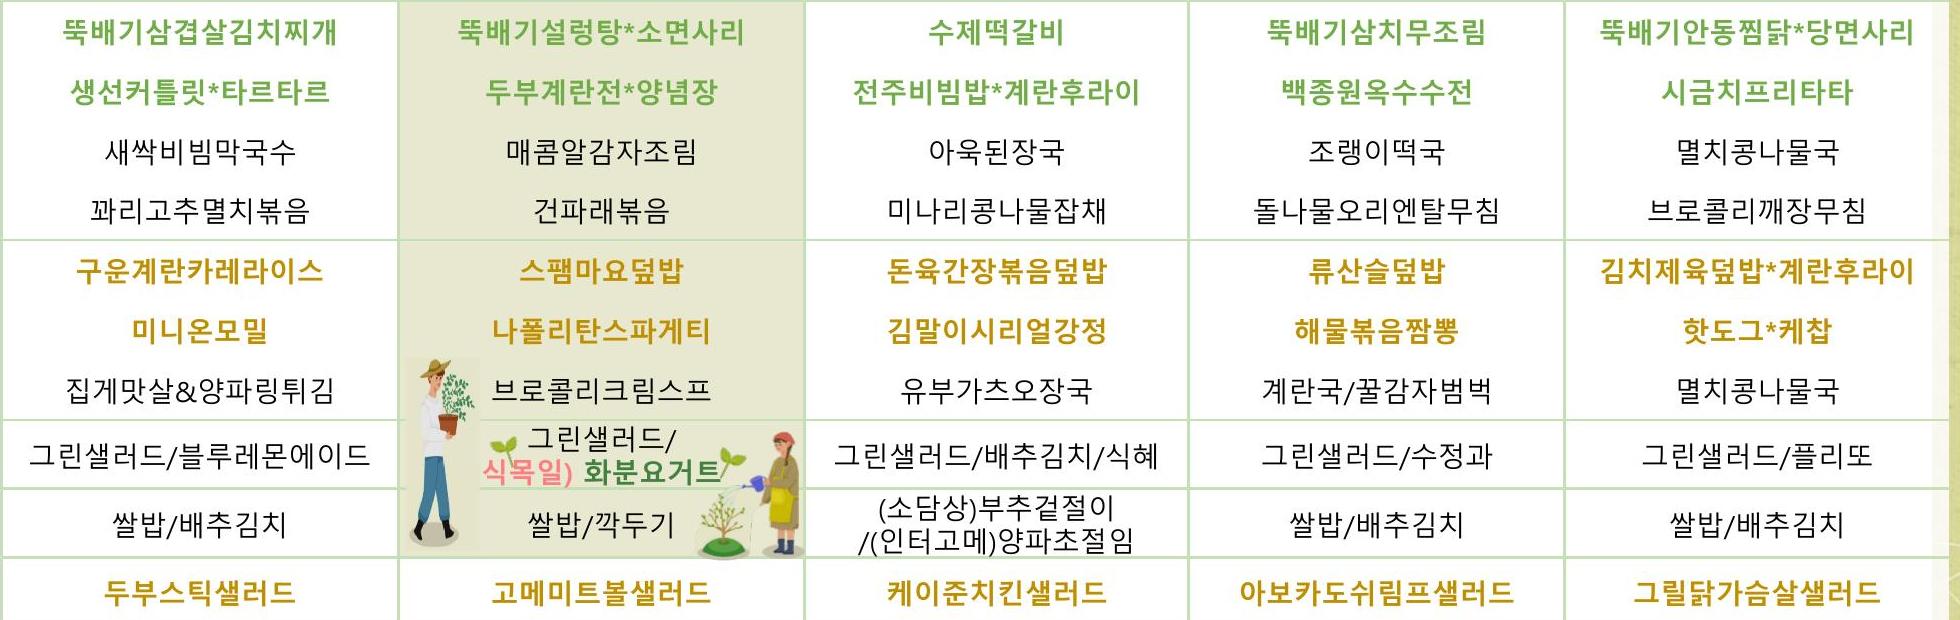 뚝배기삼겹살김치찌개
뚝배기설렁탕*소면사리
수제떡갈비
뚝배기삼치무조림
뚝배기안동찜닭*당면사리
생선커틀릿*타르타르
두부계란전*양념장
전주비빔밥*계란후라이
백종원옥수수전
시금치프리타타
새싹비빔막국수
매콤알감자조림
아욱된장국
조랭이떡국
멸치콩나물국
꽈리고추멸치볶음
건파래볶음
미나리콩나물잡채
돌나물오리엔탈무침
브로콜리깨장무침
구운계란카레라이스
스팸마요덮밥
돈육간장볶음덮밥
류산슬덮밥
김치제육덮밥*계란후라이
미니온모밀
나폴리탄스파게티
김말이시리얼강정
해물볶음짬뽕
핫도그*케찹
집게맛살&양파링튀김
브로콜리크림스프
유부가츠오장국
계란국/꿀감자범벅
멸치콩나물국
그린샐러드/블루레몬에이드
그린샐러드/
식목일) 화분요거트
그린샐러드/배추김치/식혜
그린샐러드/수정과
그린샐러드/플리또
쌀밥/배추김치
쌀밥/깍두기
(소담상)부추겉절이
/(인터고메)양파초절임
쌀밥/배추김치
쌀밥/배추김치
두부스틱샐러드
고메미트볼샐러드
케이준치킨샐러드
아보카도쉬림프샐러드
그릴닭가슴살샐러드